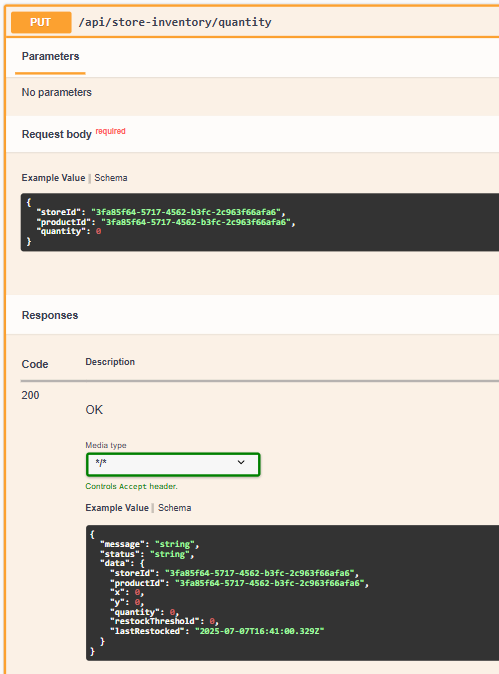 PUT /api/store-inventory/quantity
Parameters
No parameters
Request body required
Example Value | Schema
{
  "storeId": "3fa85f64-5717-4562-b3fc-2c963f66afa6",
  "productId": "3fa85f64-5717-4562-b3fc-2c963f66afa6",
  "quantity": 0
}
Responses
Code Description
200
OK
Media type
*/*
Controls Accept header.
Example Value | Schema
{
  "message": "string",
  "status": "string",
  "data": {
    "storeId": "3fa85f64-5717-4562-b3fc-2c963f66afa6",
    "productId": "3fa85f64-5717-4562-b3fc-2c963f66afa6",
    "x": 0,
    "y": 0,
    "quantity": 0,
    "restockThreshold": 0,
    "lastRestocked": "2025-07-07T16:41:00.329Z"
  }
}